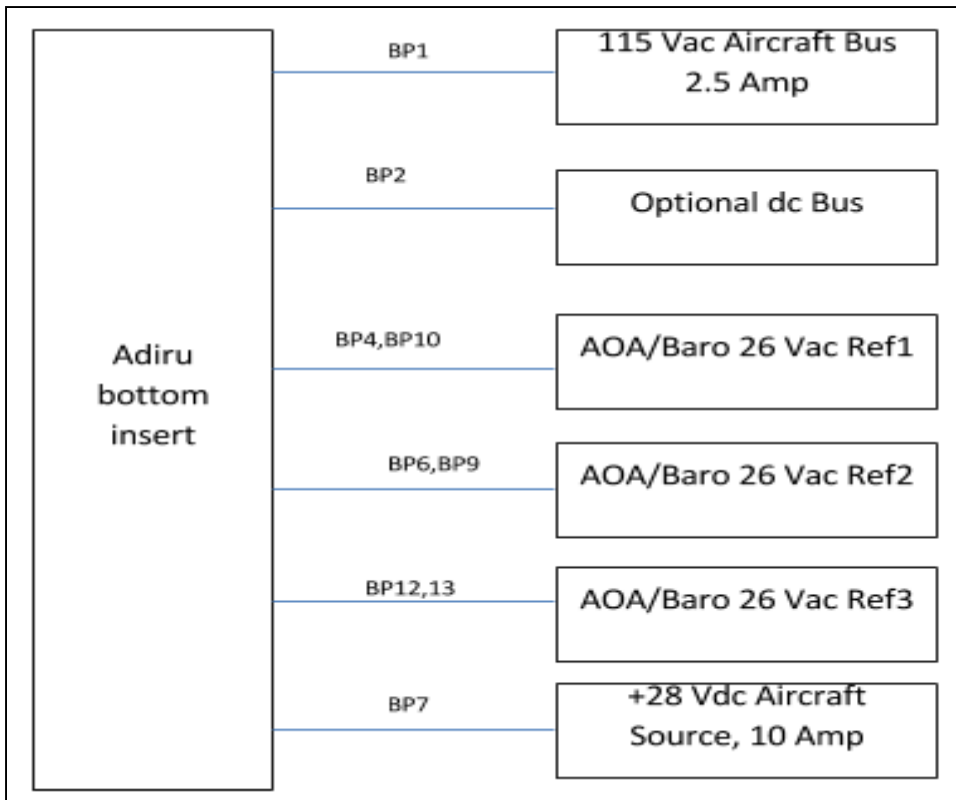 BP1
115 Vac Aircraft Bus
2.5 Amp
BP2
Optional dc Bus
Adiru
bottom
insert
BP4,BP10
AOA/Baro 26 Vac Ref1
BP6,BP9
AOA/Baro 26 Vac Ref2
BP12,13
AOA/Baro 26 Vac Ref3
BP7
+28 Vdc Aircraft
Source, 10 Amp